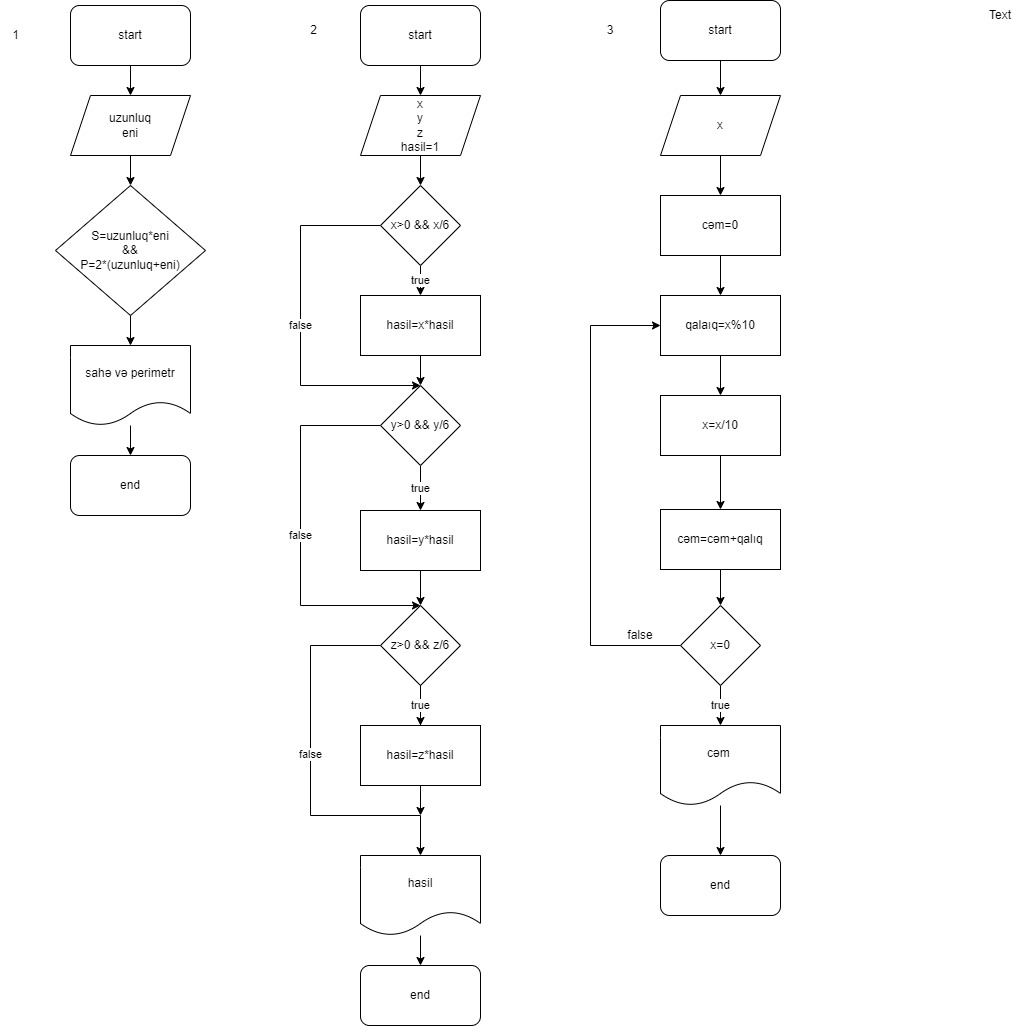 1
start
uzunluq
eni
S=uzunluq*eni
&&
P=2*(uzunluq+eni)
sahə və perimetr
end
2
start
x
y
z
hasil=1
x>0 && x/6
true
false
hasil=x*hasil
y>0 && y/6
true
false
hasil=y*hasil
z>0 && z/6
true
false
hasil=z*hasil
hasil
end
3
start
x
cəm=0
qalaıq=x%10
x=x/10
cəm=cəm+qalıq
false
x=0
true
cəm
end
Text